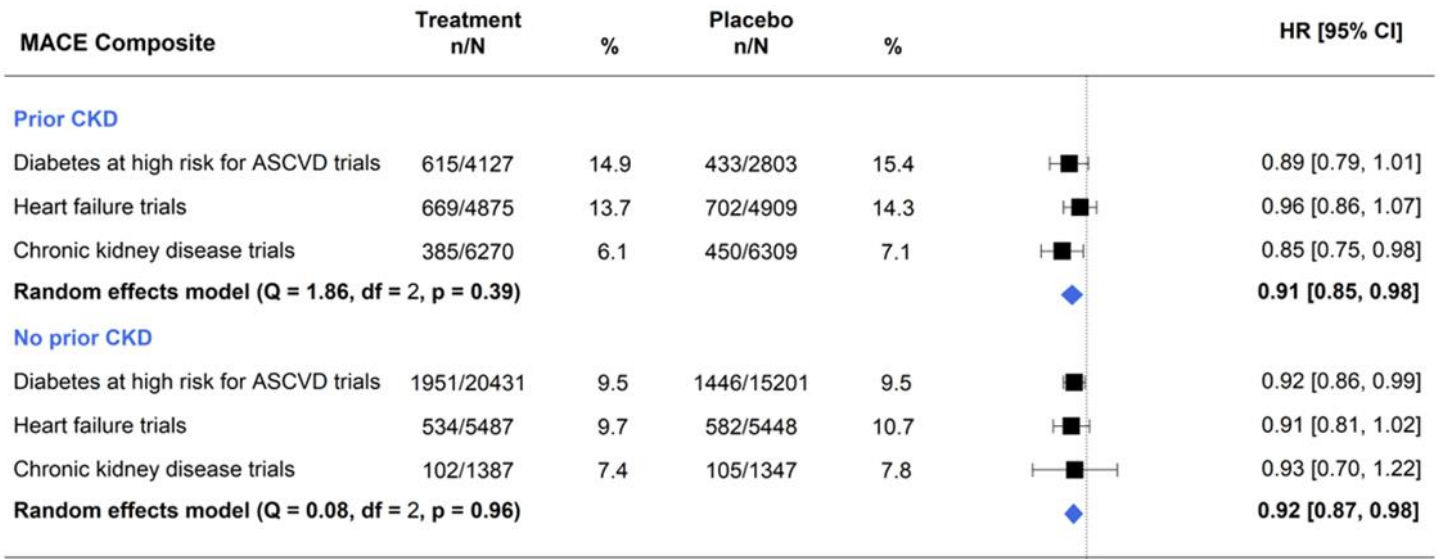 MACE Composite Treatment n/N % Placebo n/N % HR [95% CI]
Prior CKD
Diabetes at high risk for ASCVD trials 615/4127 14.9 433/2803 15.4 0.89 [0.79, 1.01]
Heart failure trials 669/4875 13.7 702/4909 14.3 0.96 [0.86, 1.07]
Chronic kidney disease trials 385/6270 6.1 450/6309 7.1 0.85 [0.75, 0.98]
Random effects model (Q = 1.86, df = 2, p = 0.39) 0.91 [0.85, 0.98]
No prior CKD
Diabetes at high risk for ASCVD trials 1951/20431 9.5 1446/15201 9.5 0.92 [0.86, 0.99]
Heart failure trials 534/5487 9.7 582/5448 10.7 0.91 [0.81, 1.02]
Chronic kidney disease trials 102/1387 7.4 105/1347 7.8 0.93 [0.70, 1.22]
Random effects model (Q = 0.08, df = 2, p = 0.96) 0.92 [0.87, 0.98]